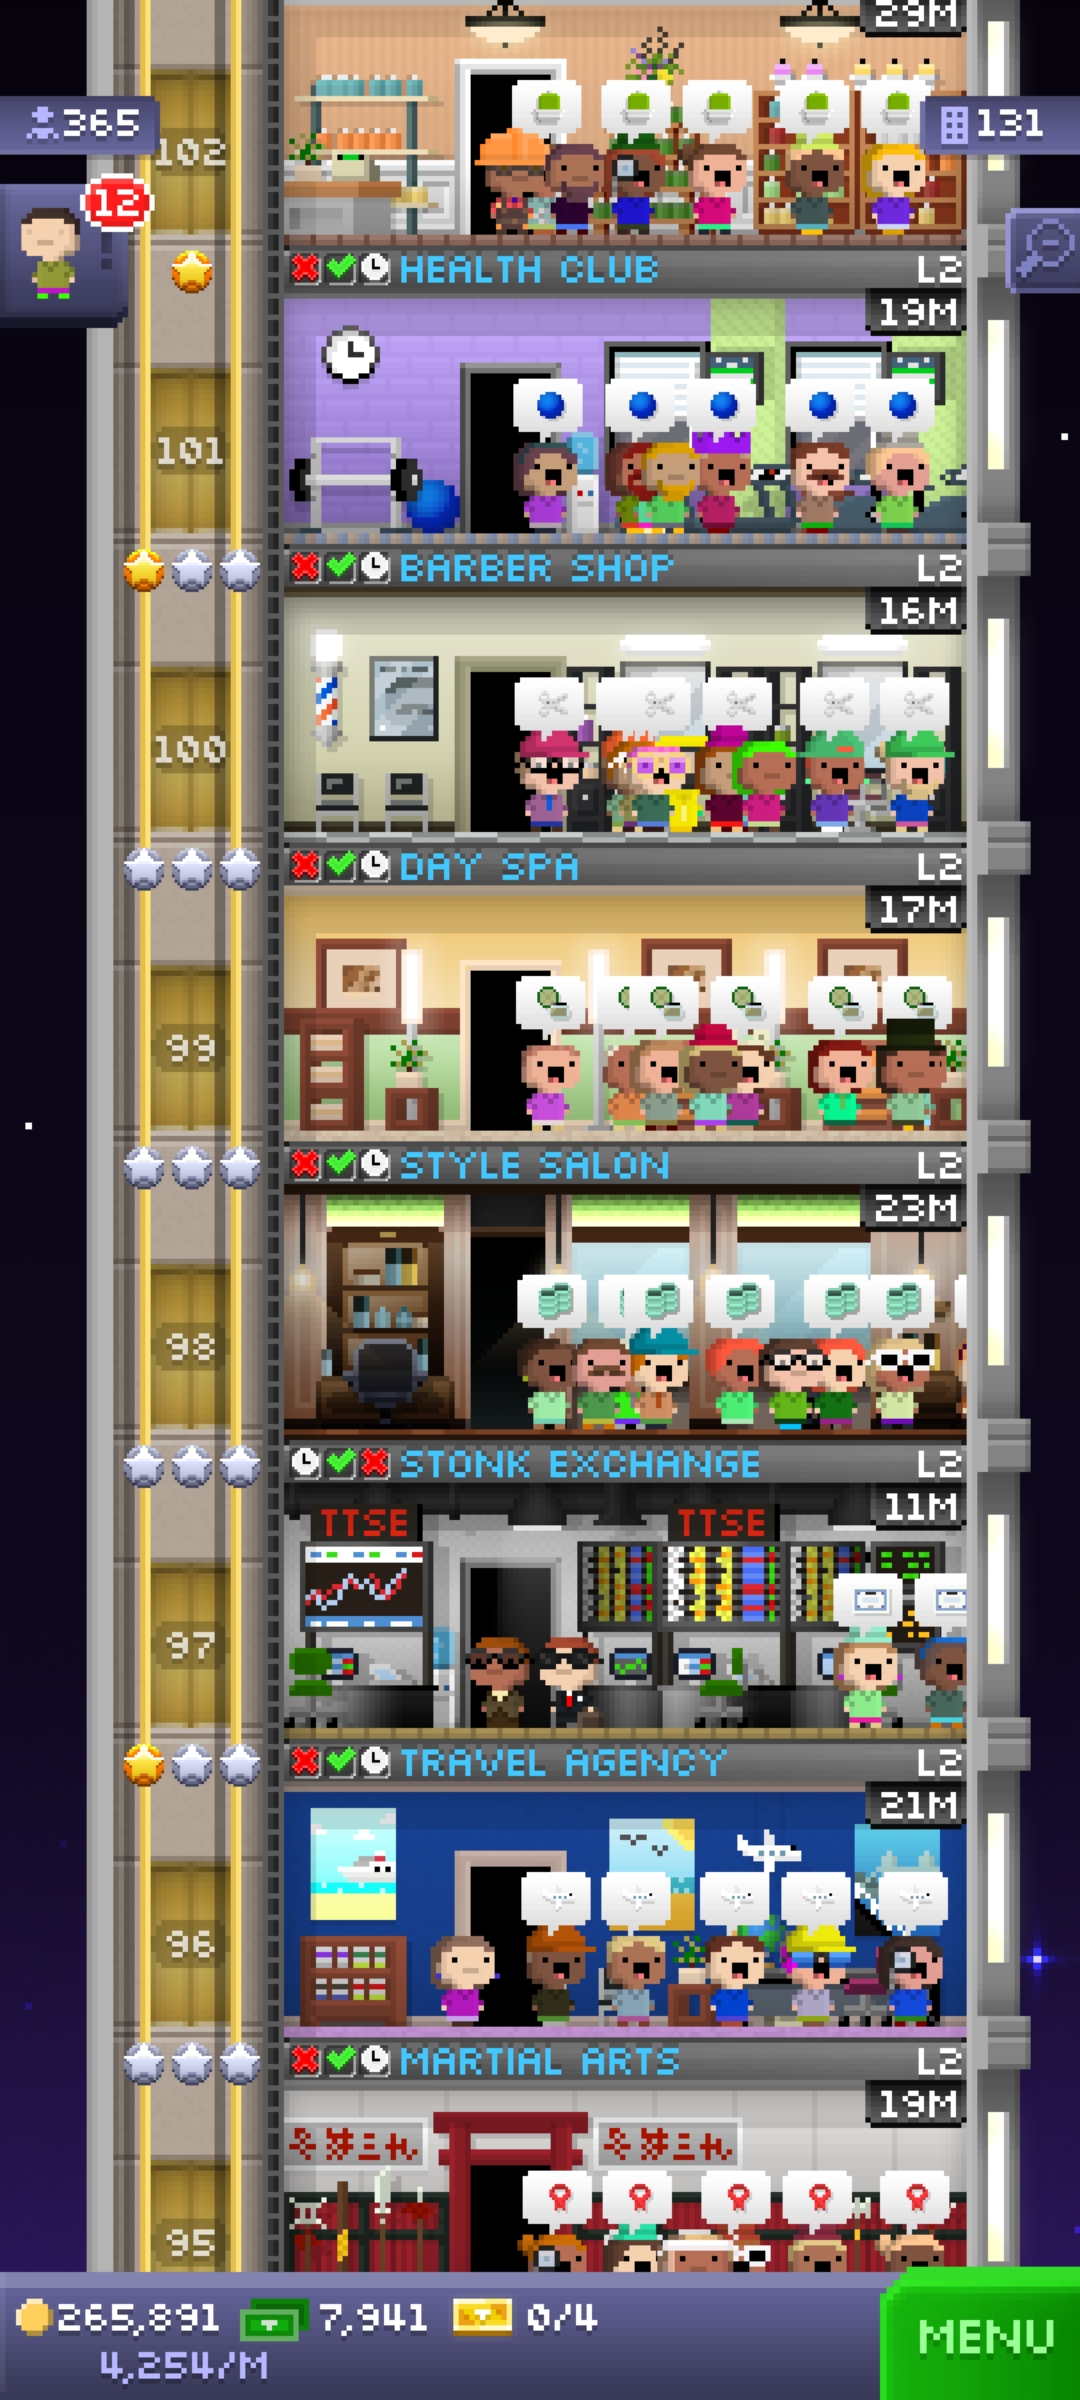 29M
365
131
102
12
HEALTH CLUB L2
19M
101
BARBER SHOP L2
16M
100
DAY SPA L2
17M
99
STYLE SALON L2
23M
98
STONK EXCHANGE L2
11M
TTSE TTSE
97
TRAVEL AGENCY L2
21M
96
MARTIAL ARTS L2
19M
95
265,891 7,941 0/4
4,254/M
MENU